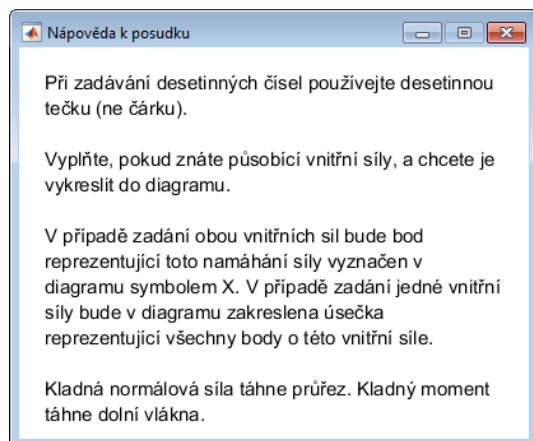 Nápověda k posudku
Při zadávání desetinných čísel používejte desetinnou
tečku (ne čárku).
Vyplňte, pokud znáte působící vnitřní síly, a chcete je
vykreslit do diagramu.
V případě zadání obou vnitřních sil bude bod
reprezentující toto namáhání síly vyznačen v
diagramu symbolem X. V případě zadání jedné vnitřní
síly bude v diagramu zakreslena úsečka
reprezentující všechny body o této vnitřní síle.
Kladná normálová síla táhne průřez. Kladný moment
táhne dolní vlákna.